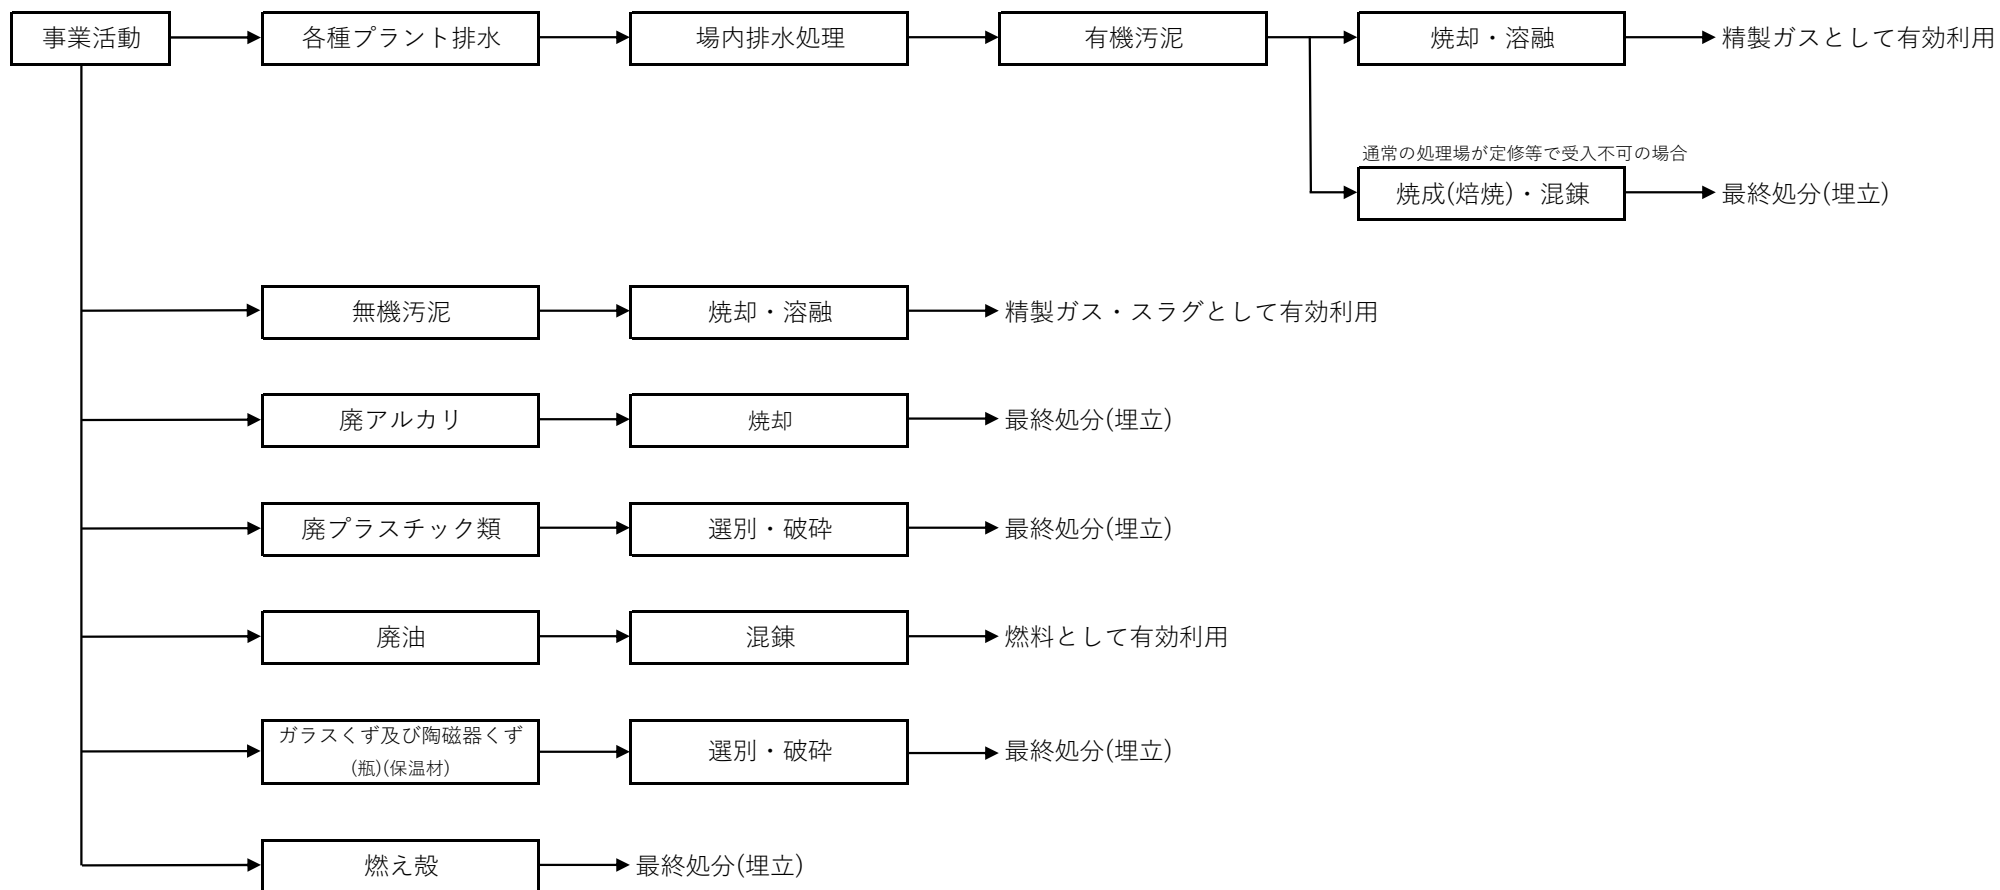 事業活動
各種プラント排水
場内排水処理
有機汚泥
焼却・溶融
精製ガスとして有効利用
通常の処理場が定修等で受入不可の場合
焼成(焙焼)・混錬
最終処分(埋立)
無機汚泥
焼却・溶融
精製ガス・スラグとして有効利用
廃アルカリ
焼却
最終処分(埋立)
廃プラスチック類
選別・破砕
最終処分(埋立)
廃油
混錬
燃料として有効利用
ガラスくず及び陶磁器くず
(瓶)(保温材)
選別・破砕
最終処分(埋立)
燃え殻
最終処分(埋立)